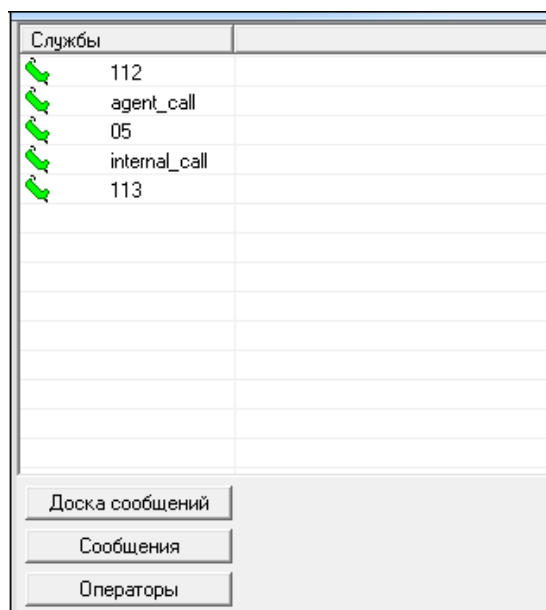 Службы
112
agent_call
05
internal_call
113
Доска сообщений
Сообщения
Операторы